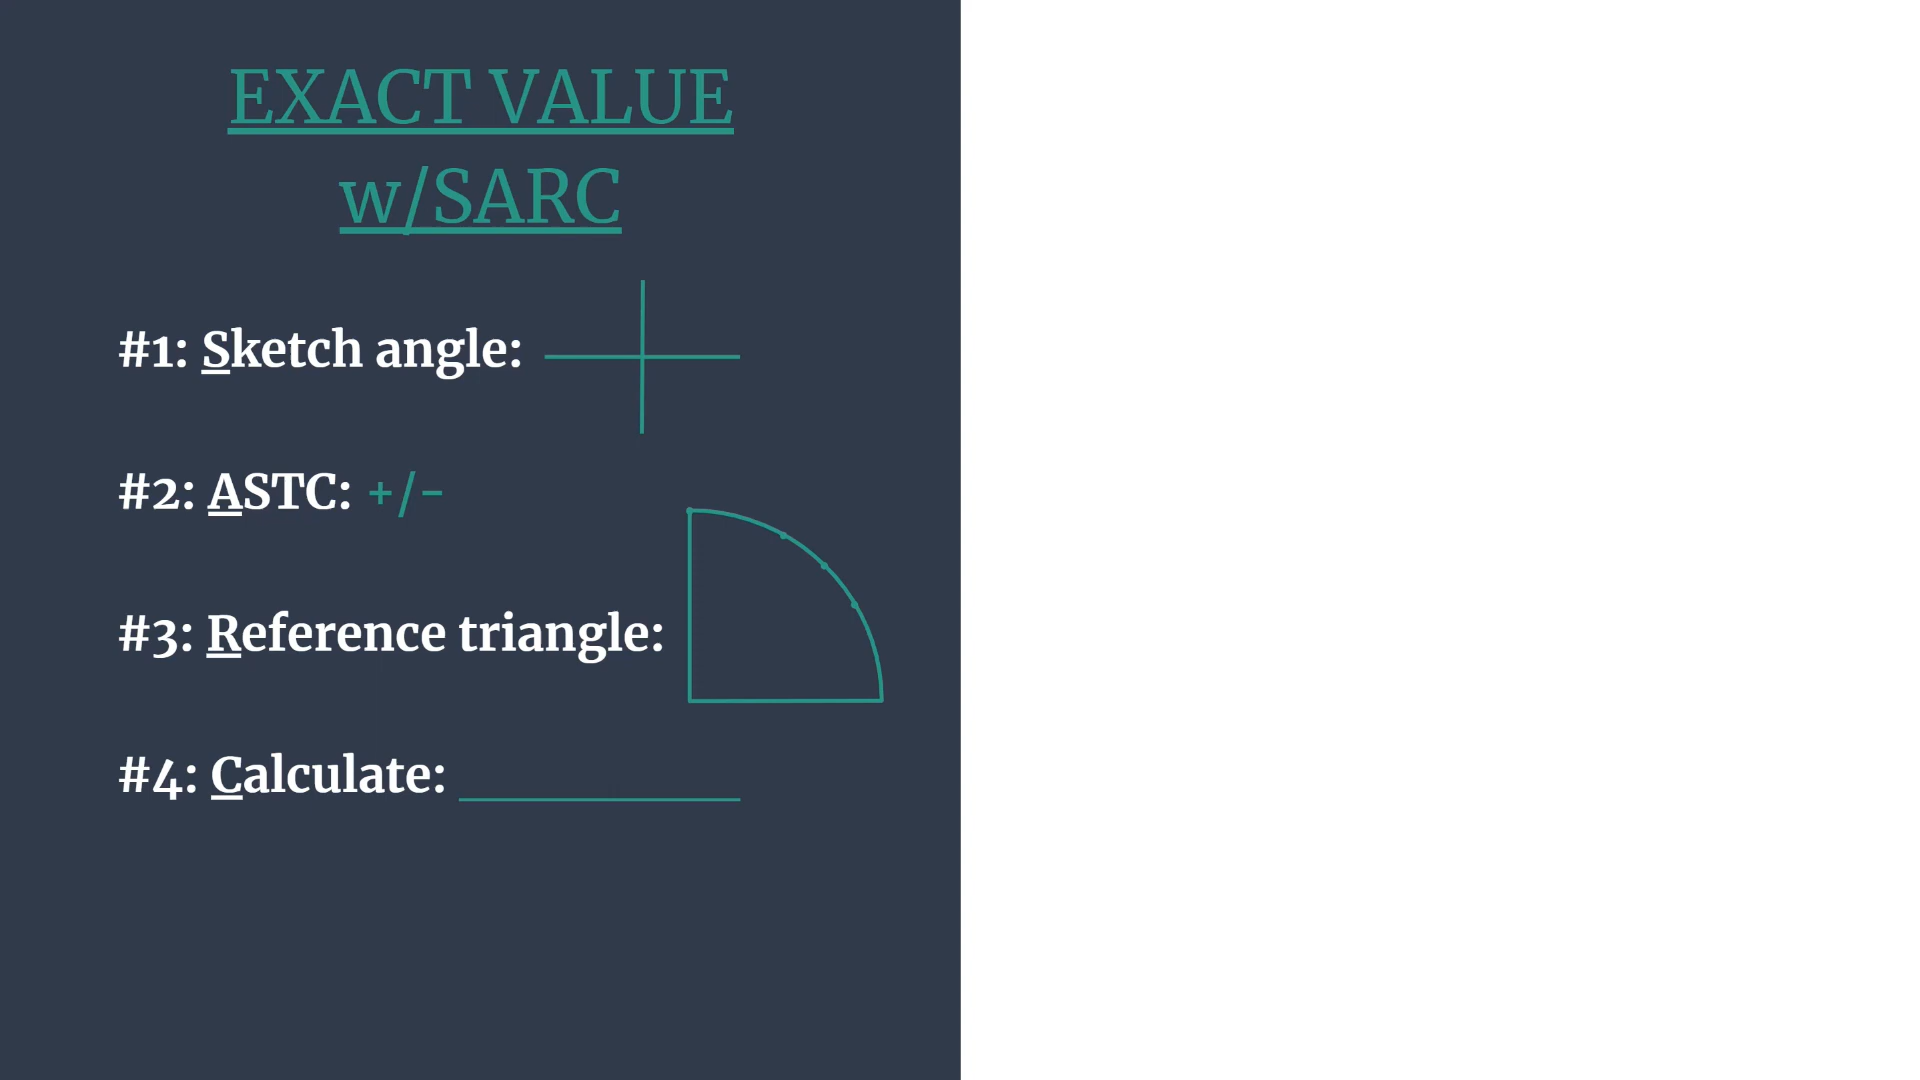 EXACT VALUE
w/SARC
#1: Sketch angle:
#2: ASTC: +/-
#3: Reference triangle:
#4: Calculate: